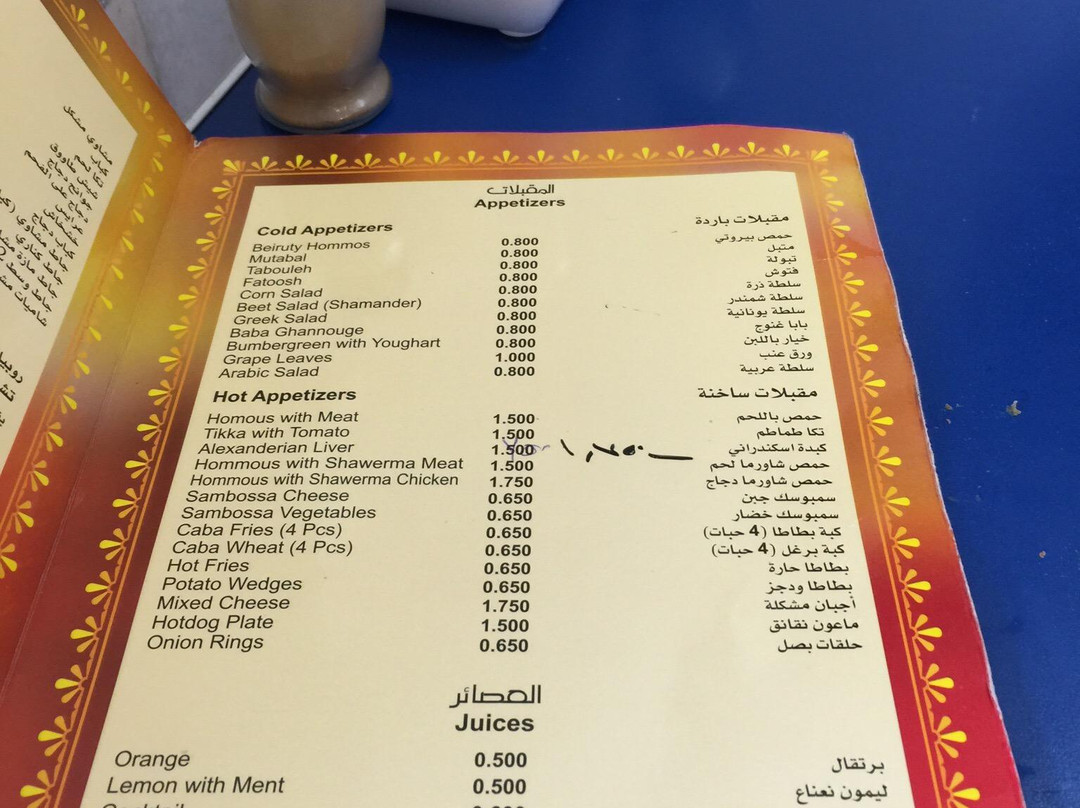 المقبلات
Appetizers
Cold Appetizers مقبلات باردة
Beiruty Hommos 0.800 حمص بيروتي
Mutabal 0.800 متبل
Tabouleh 0.800 تبولة
Fatoosh 0.800 فتوش
Corn Salad 0.800 سلطة ذرة
Beet Salad (Shamander) 0.800 سلطة شمندر
Greek Salad 0.800 سلطة يونانية
Baba Ghannouge 0.800 بابا غنوج
Bumbergreen with Youghart 0.800 خيار باللبن
Grape Leaves 1.000 ورق عنب
Arabic Salad 0.800 سلطة عربية
Hot Appetizers مقبلات ساخنة
Homous with Meat 1.500 حمص باللحم
Tikka with Tomato 1.500 تكا طماطم
Alexanderian Liver 1.500 كبدة اسكندراني
Hommous with Shawerma Meat 1.500 حمص شاورما لحم
Hommous with Shawerma Chicken 1.750 حمص شاورما دجاج
Sambossa Cheese 0.650 سمبوسك جبن
Sambossa Vegetables 0.650 سمبوسك خضار
Caba Fries (4 Pcs) 0.650 كبة بطاطا (4 حبات)
Caba Wheat (4 Pcs) 0.650 كبة برغل (4 حبات)
Hot Fries 0.650 بطاطا حارة
Potato Wedges 0.650 بطاطا ودجز
Mixed Cheese 1.750 أجبان مشكلة
Hotdog Plate 1.500 ماعون نقانق
Onion Rings 0.650 حلقات بصل
العصائر
Juices
Orange 0.500 برتقال
Lemon with Ment 0.500 ليمون نعناع